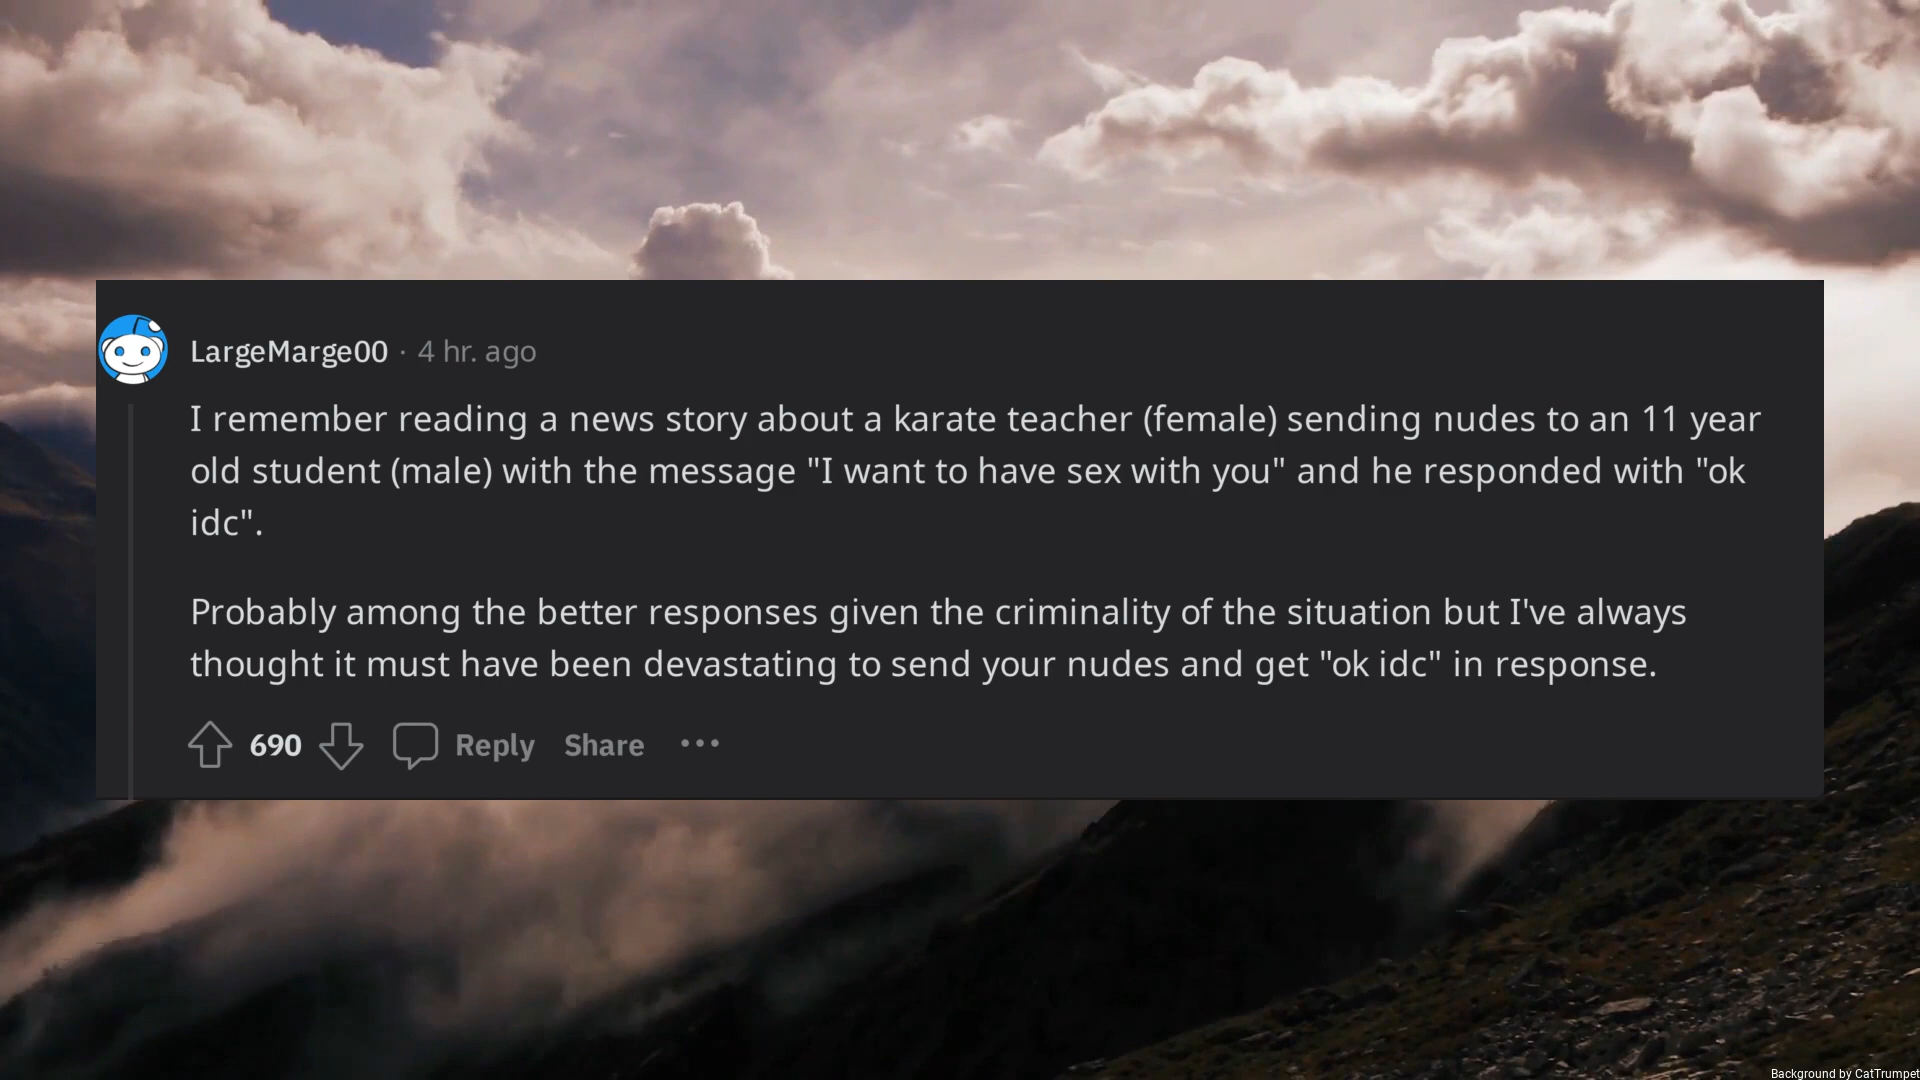 LargeMarge00 · 4 hr. ago
I remember reading a news story about a karate teacher (female) sending nudes to an 11 year
old student (male) with the message "I want to have sex with you" and he responded with "ok
idc".
Probably among the better responses given the criminality of the situation but I've always
thought it must have been devastating to send your nudes and get "ok idc" in response.
690 Reply Share
Background by CatTrumpet